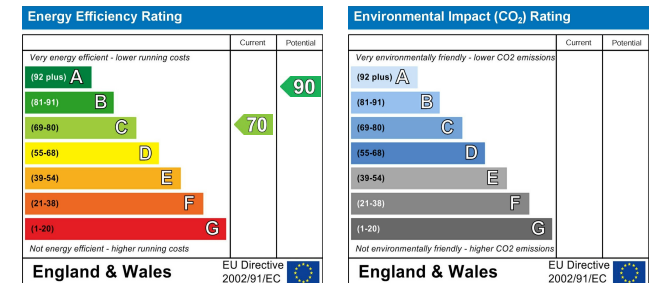 Energy Efficiency Rating
Current Potential
Very energy efficient - lower running costs
(92 plus) A
(81-91) B
(69-80) C
(55-68) D
(39-54) E
(21-38) F
(1-20) G
90
70
Not energy efficient - higher running costs
England & Wales
EU Directive
2002/91/EC
Environmental Impact (CO₂) Rating
Current Potential
Very environmentally friendly - lower CO2 emissions
(92 plus) A
(81-91) B
(69-80) C
(55-68) D
(39-54) E
(21-38) F
(1-20) G
Not environmentally friendly - higher CO2 emissions
England & Wales
EU Directive
2002/91/EC